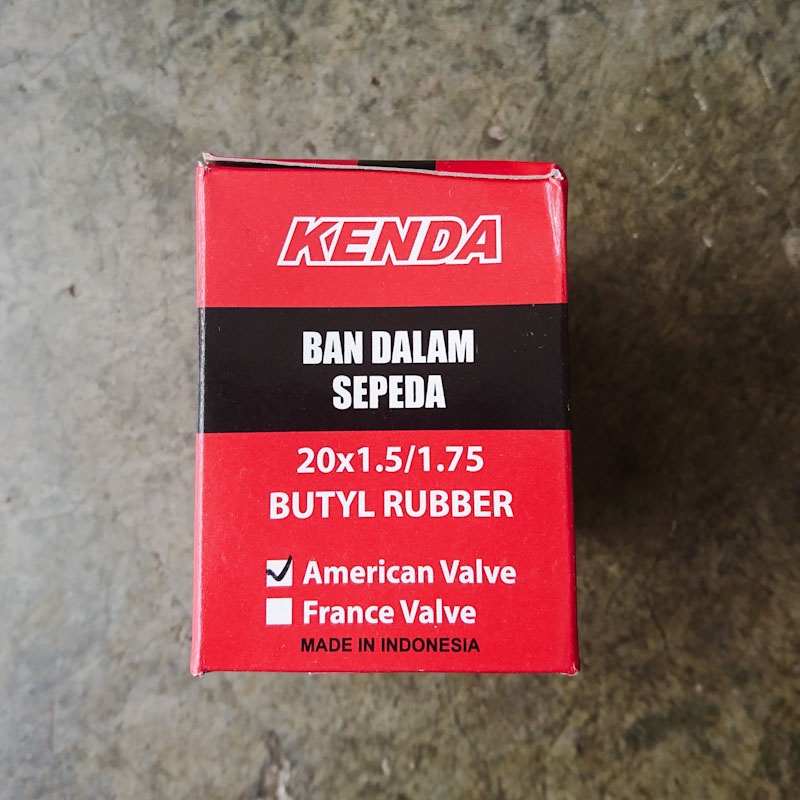 KENDA
BAN DALAM
SEPEDA
20x1.5/1.75
BUTYL RUBBER
American Valve
France Valve
MADE IN INDONESIA